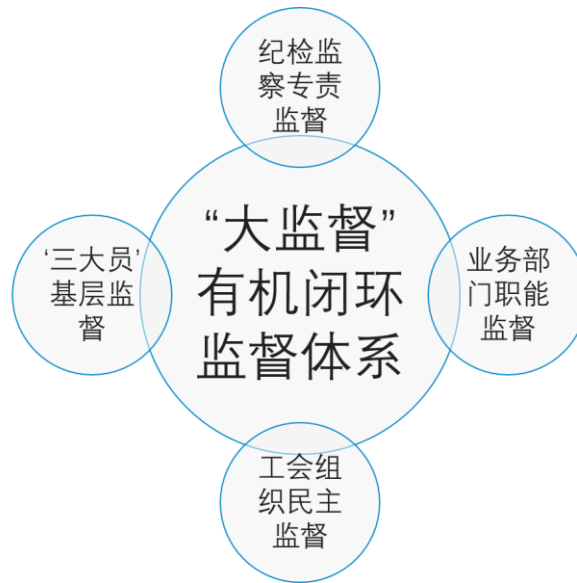 纪检监
察专责
监督
“大监督”
有机闭环
监督体系
‘三大员’
基层监
督
业务部
门职能
监督
工会组
织民主
监督